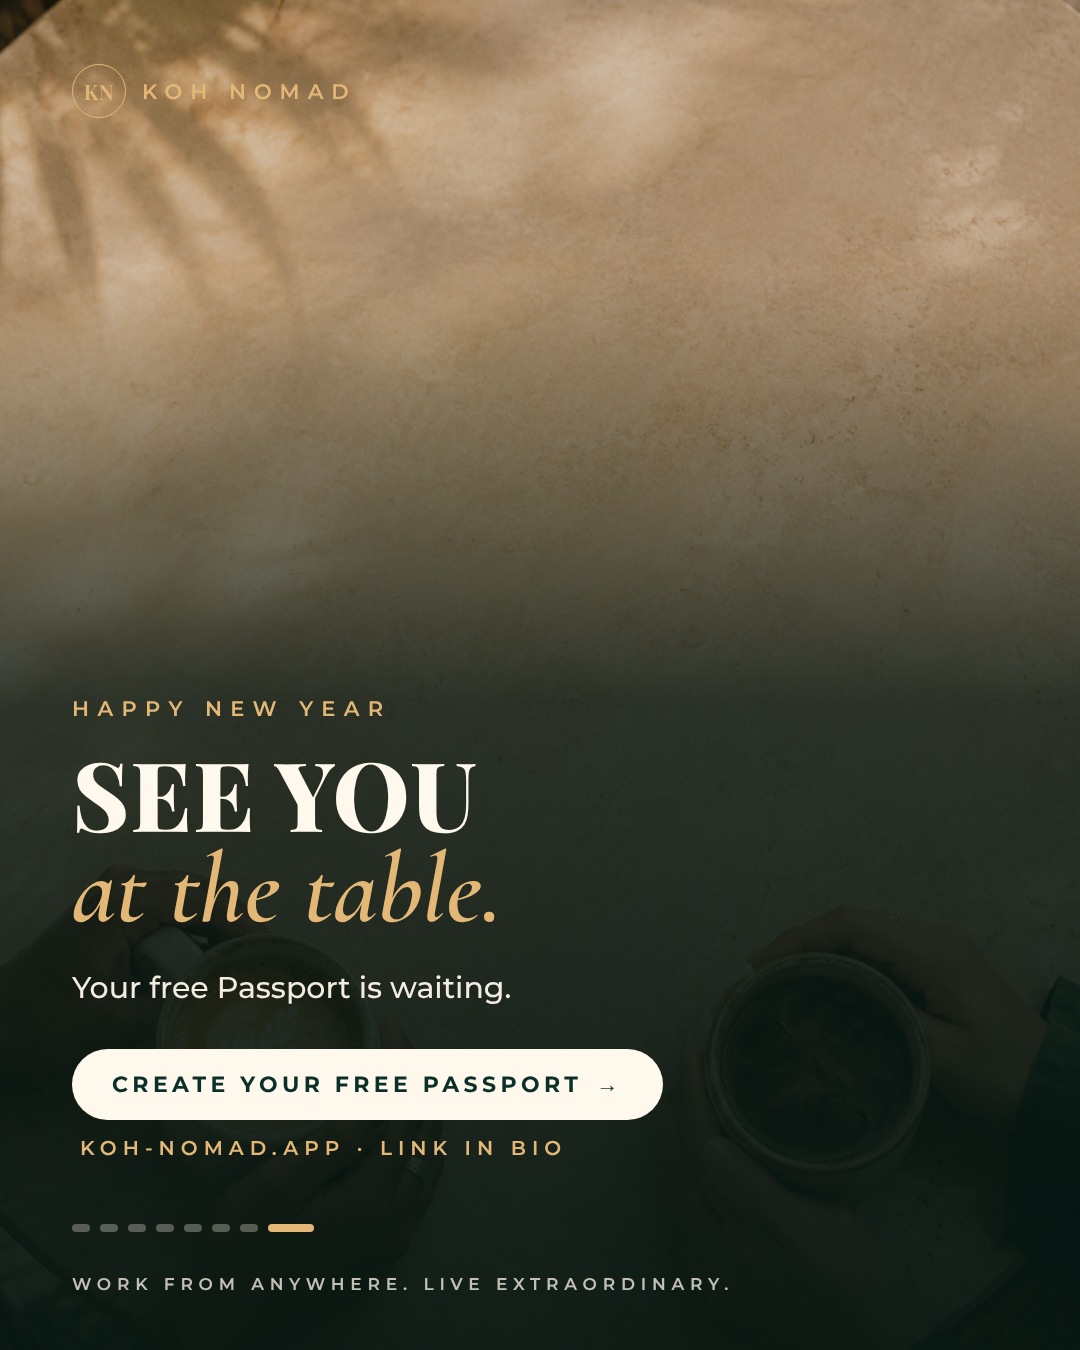 KN KOH NOMAD
HAPPY NEW YEAR
SEE YOU
at the table.
Your free Passport is waiting.
CREATE YOUR FREE PASSPORT →
KOH-NOMAD.APP · LINK IN BIO
WORK FROM ANYWHERE. LIVE EXTRAORDINARY.